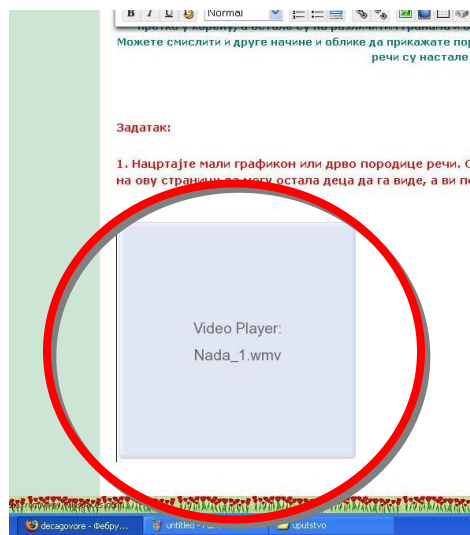 B I U Normal
Можете смислити и друге начине и облике да прикажате пор
речи су настале
Задатак:
1. Нацртајте мали графикон или дрво породице речи. С
на ову страницу да могу остала деца да га виде, а ви п
Video Player:
Nada_1.wmv
decagovore - Фебру... untitled - uputstvo